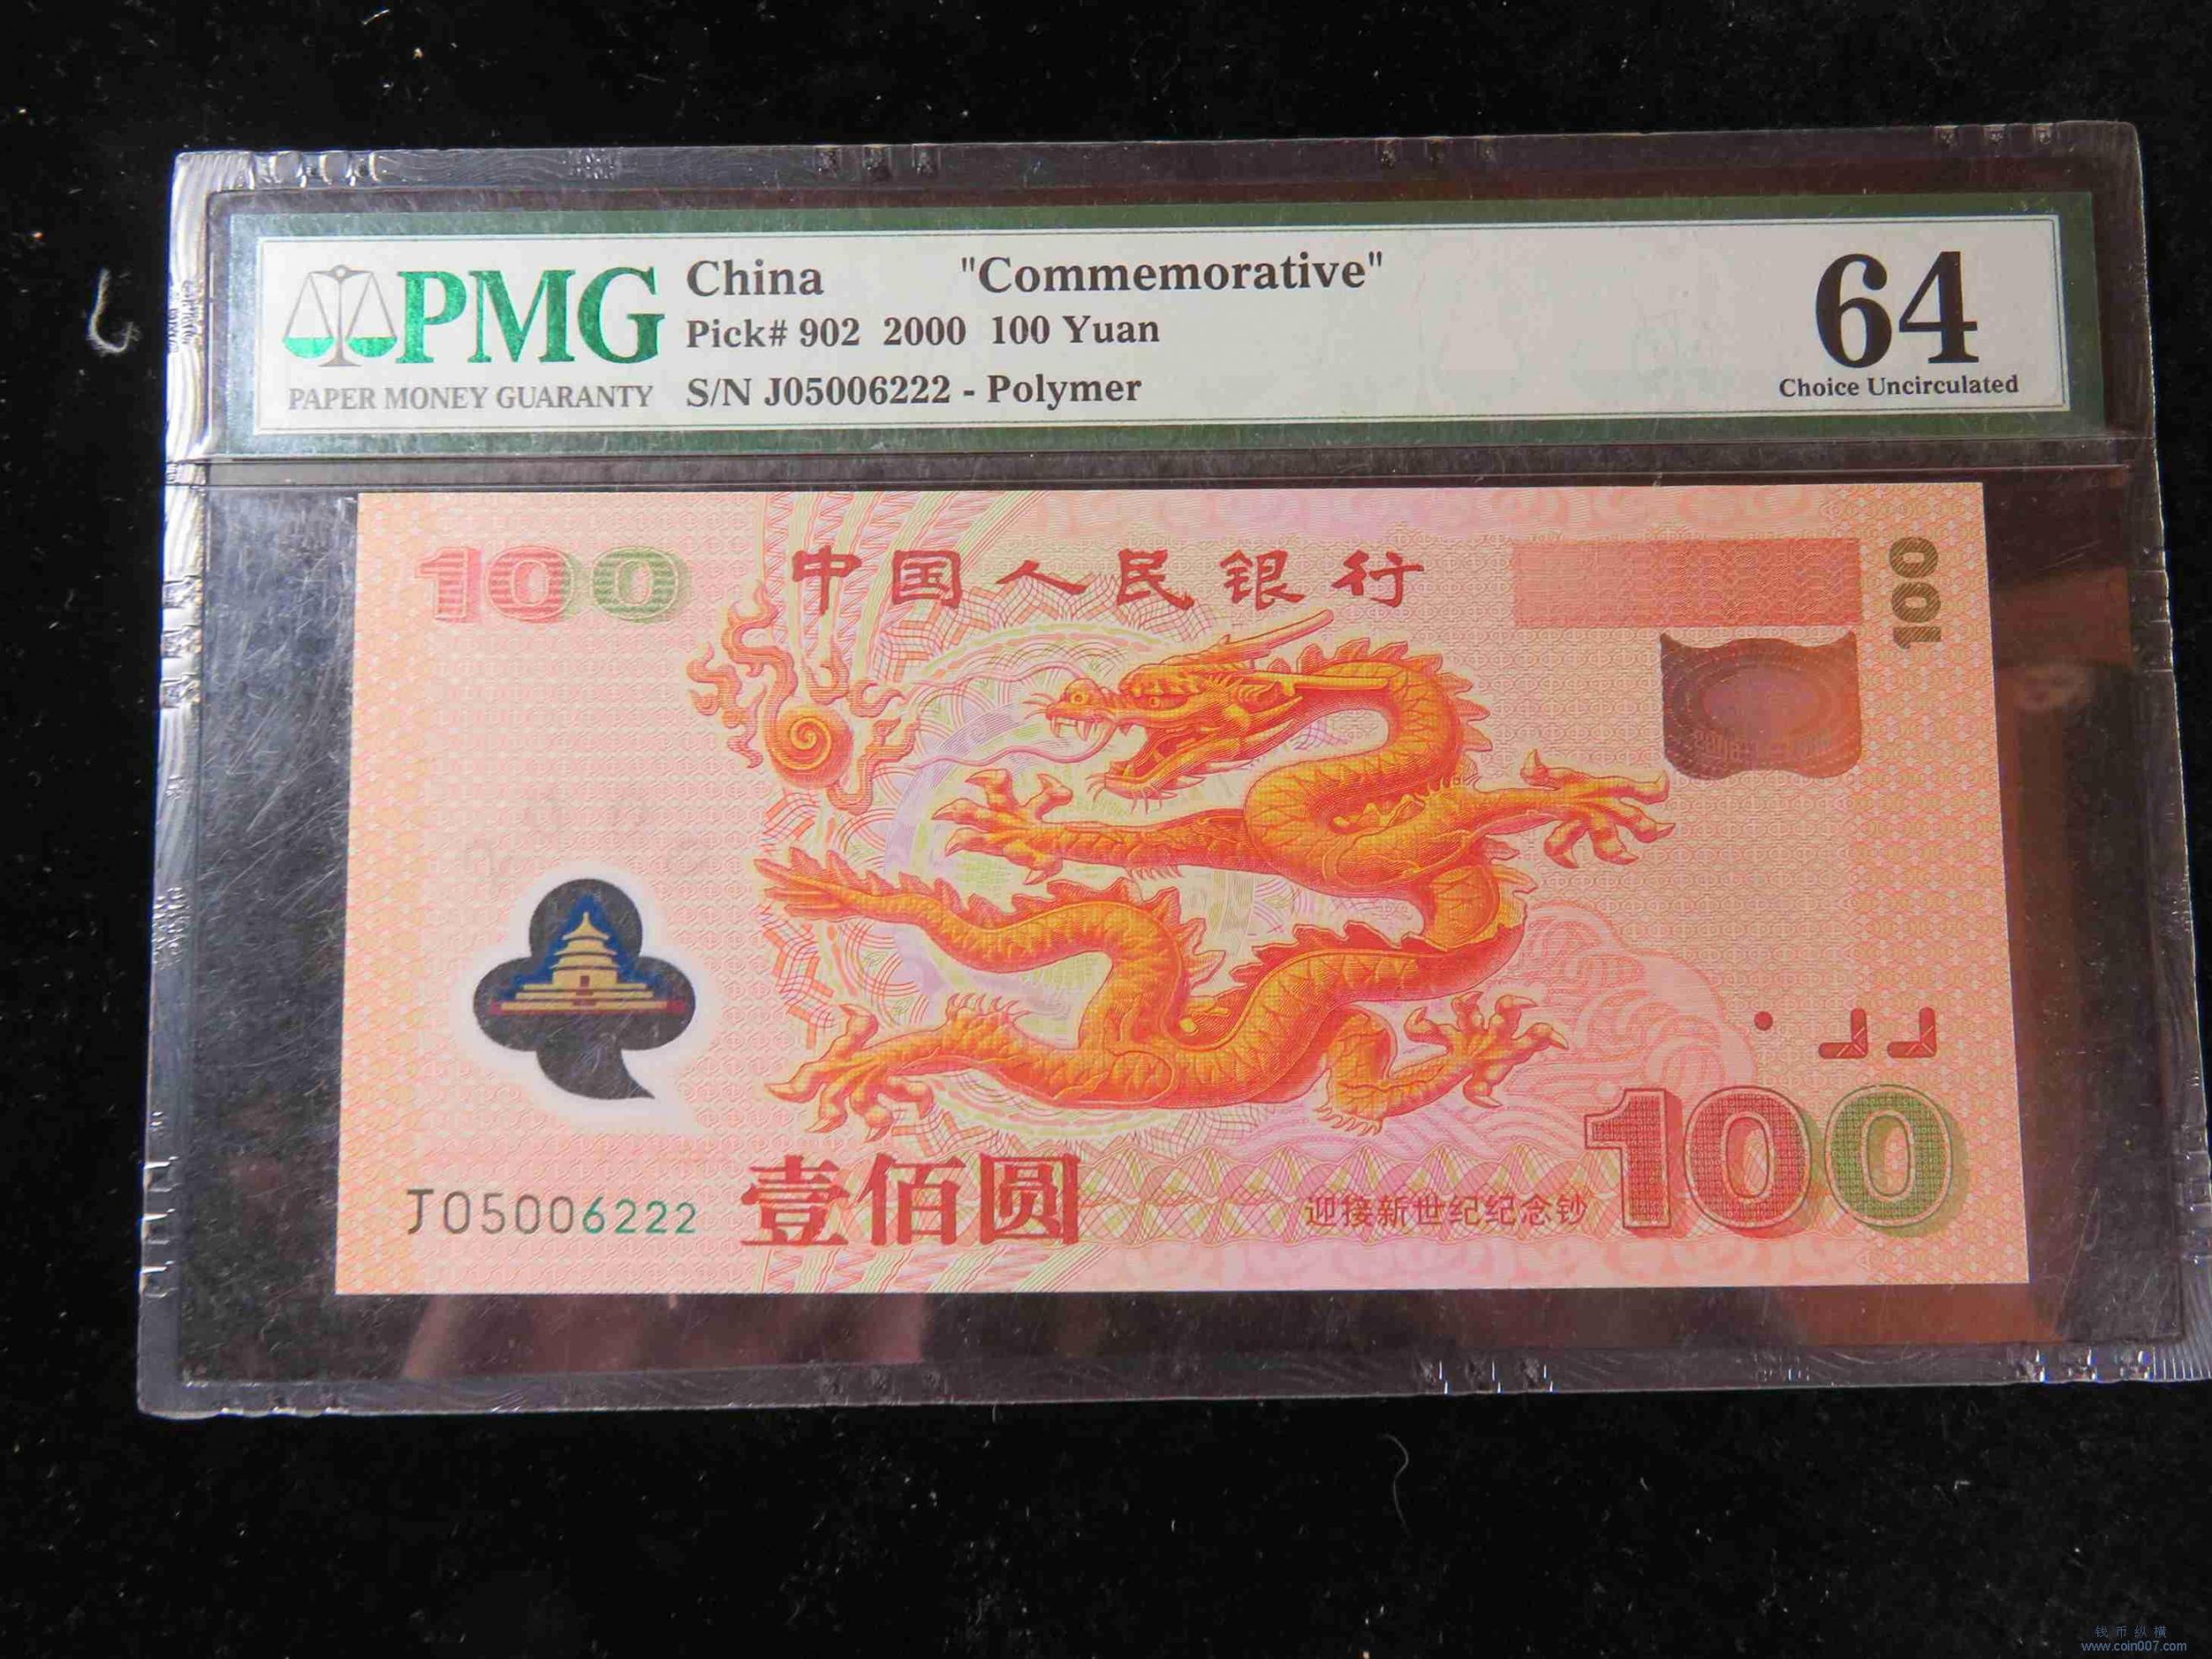 PMG
PAPER MONEY GUARANTY
China "Commemorative"
Pick# 902 2000 100 Yuan
S/N J05006222 - Polymer
64
Choice Uncirculated
100
中国人民银行
100
J05006222
壹佰圆
迎接新世纪纪念钞
100
钱币纵横
www.coin007.com